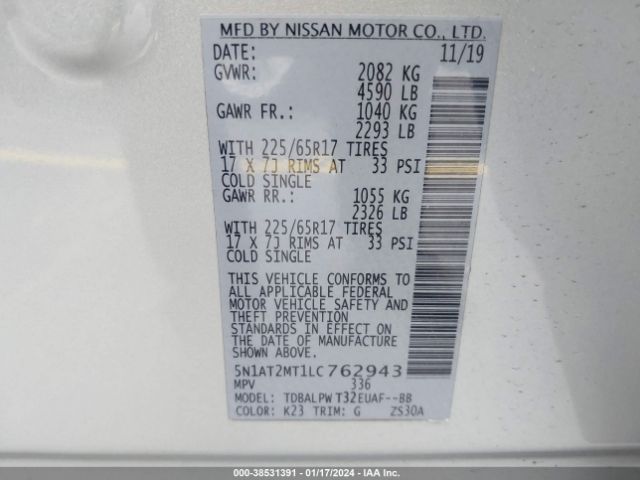 MFD BY NISSAN MOTOR CO., LTD.
DATE: 11/19
GVWR: 2082 KG
4590 LB
GAWR FR.: 1040 KG
2293 LB
WITH 225/65R17 TIRES
17 X 7J RIMS AT 33 PSI
COLD SINGLE
GAWR RR.: 1055 KG
2326 LB
WITH 225/65R17 TIRES
17 X 7J RIMS AT 33 PSI
COLD SINGLE
THIS VEHICLE CONFORMS TO
ALL APPLICABLE FEDERAL
MOTOR VEHICLE SAFETY AND
THEFT PREVENTION
STANDARDS IN EFFECT ON
THE DATE OF MANUFACTURE
SHOWN ABOVE.
5N1AT2MT1LC762943
MPV 336
MODEL: TDBALPW T32EUAF--BB
COLOR: K23 TRIM: G ZS30A
000-38531391 - 01/17/2024 - IAAI.COM